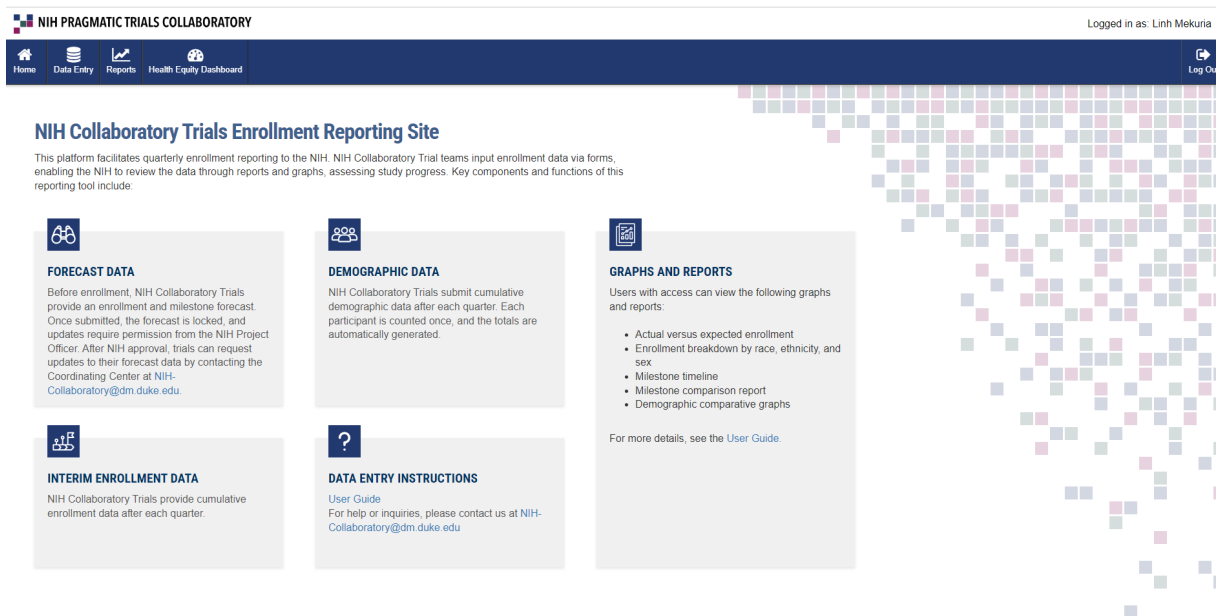 NIH PRAGMATIC TRIALS COLLABORATORY
Logged in as: Linh Mekuria
Home
Data Entry
Reports
Health Equity Dashboard
Log Ou
NIH Collaboratory Trials Enrollment Reporting Site
This platform facilitates quarterly enrollment reporting to the NIH. NIH Collaboratory Trial teams input enrollment data via forms,
enabling the NIH to review the data through reports and graphs, assessing study progress. Key components and functions of this
reporting tool include:
FORECAST DATA
Before enrollment, NIH Collaboratory Trials
provide an enrollment and milestone forecast.
Once submitted, the forecast is locked, and
updates require permission from the NIH Project
Officer. After NIH approval, trials can request
updates to their forecast data by contacting the
Coordinating Center at NIH-
Collaboratory@dm.duke.edu.
DEMOGRAPHIC DATA
NIH Collaboratory Trials submit cumulative
demographic data after each quarter. Each
participant is counted once, and the totals are
automatically generated.
GRAPHS AND REPORTS
Users with access can view the following graphs
and reports:
• Actual versus expected enrollment
• Enrollment breakdown by race, ethnicity, and
sex
• Milestone timeline
• Milestone comparison report
• Demographic comparative graphs
For more details, see the User Guide.
INTERIM ENROLLMENT DATA
NIH Collaboratory Trials provide cumulative
enrollment data after each quarter.
?
DATA ENTRY INSTRUCTIONS
User Guide
For help or inquiries, please contact us at NIH-
Collaboratory@dm.duke.edu